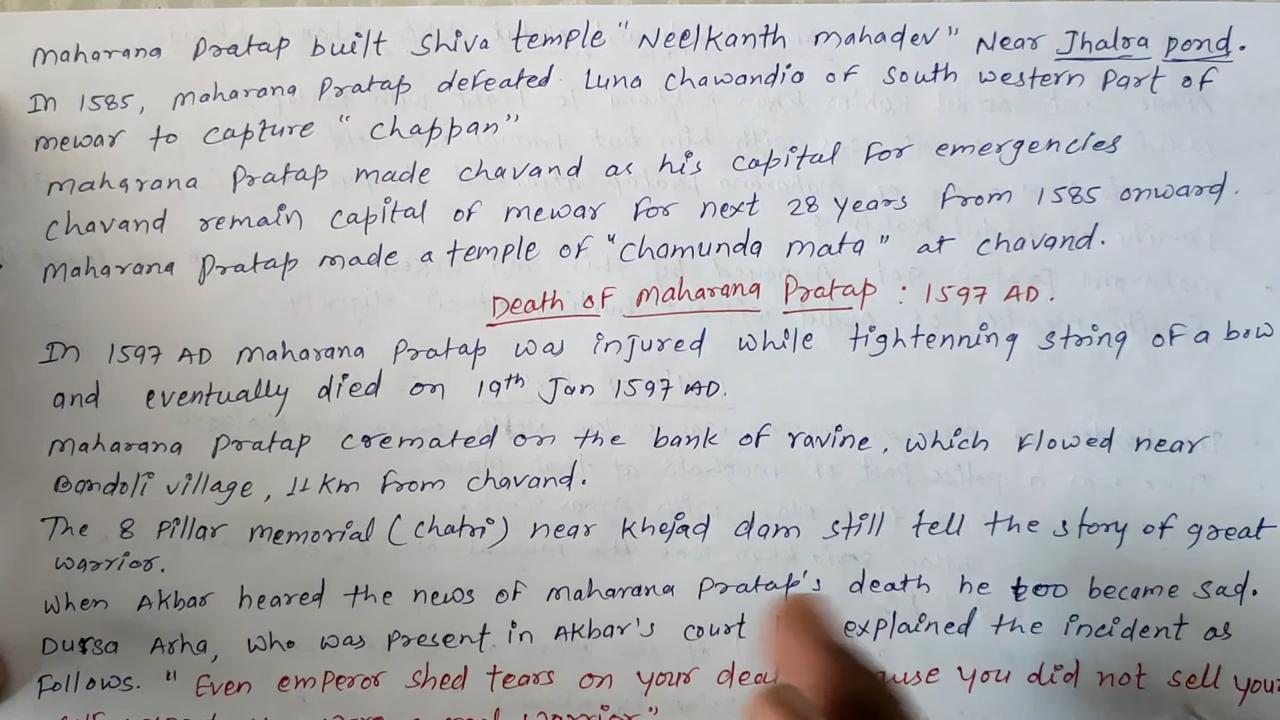 Maharana Pratap built Shiva temple "Neelkanth mahadev" Near Jhalra pond.
In 1585, Maharana Pratap defeated Luna Chawandia of south western Part of
mewar to capture "Chappan"
Maharana Pratap made chavand as his capital for emergencies
Chavand remain capital of mewar for next 28 years from 1585 onward.
Maharana Pratap made a temple of "Chamunda mata" at chavand.
Death of Maharana Pratap : 1597 AD.
In 1597 AD Maharana Pratap was injured while tightenning string of a bow
and eventually died on 19th Jan 1597 AD.
Maharana Pratap cremated on the bank of ravine, which flowed near
Bandoli village, 11 Km from chavand.
The 8 Pillar memorial (Chatri) near Khejad dam still tell the story of great
warrior.
When Akbar heared the news of Maharana Pratap's death he too became sad.
Dursa Arha, who was present in Akbar's court explained the incident as
follows. "Even emperor shed tears on your you did not sell
warrior"